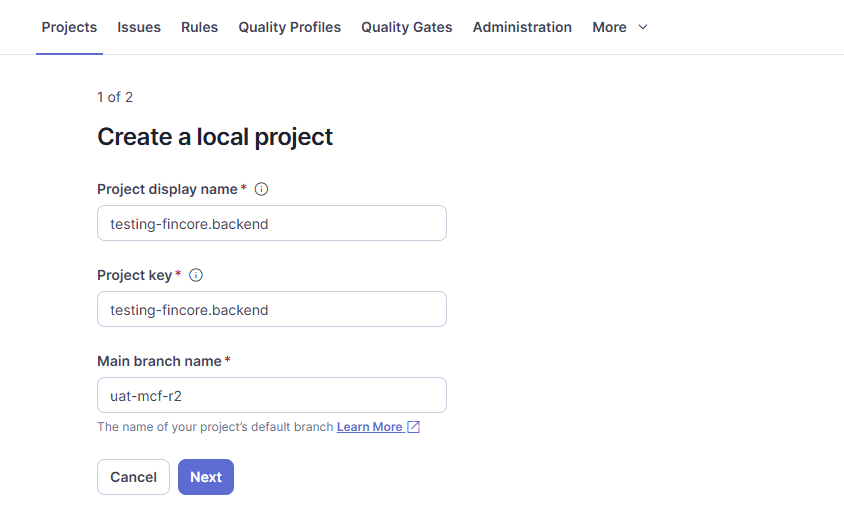 Projects Issues Rules Quality Profiles Quality Gates Administration More
1 of 2
Create a local project
Project display name *
testing-fincore.backend
Project key *
testing-fincore.backend
Main branch name *
uat-mcf-r2
The name of your project's default branch Learn More
Cancel Next